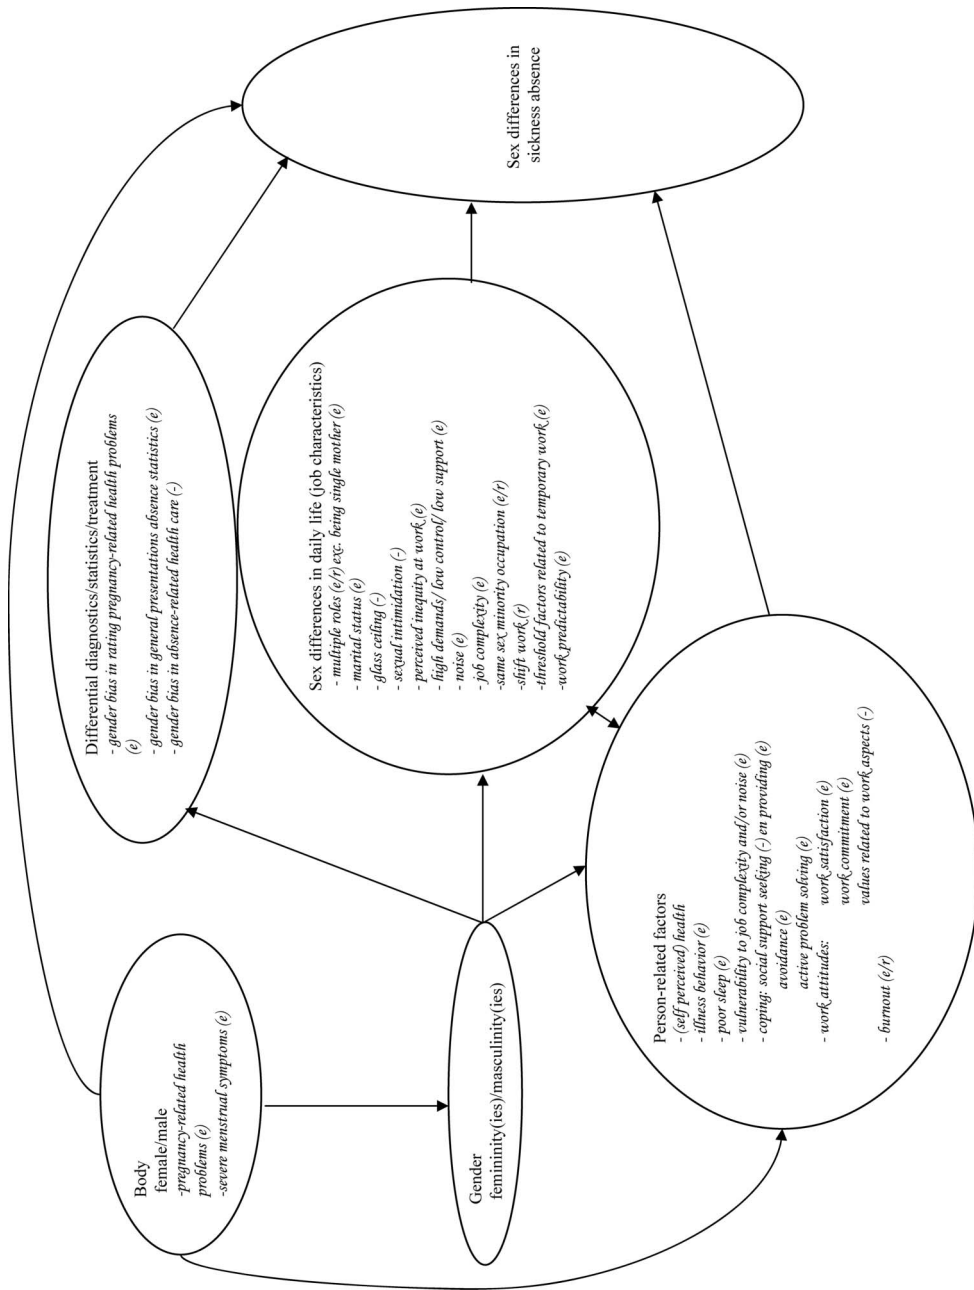 Body
female/male
-pregnancy-related health
problems (e)
-severe menstrual symptoms (e)
Gender
femininity(ies)/masculinity(ies)
Differential diagnostics/statistics/treatment
- gender bias in rating pregnancy-related health problems
(e)
- gender bias in general presentations absence statistics (e)
- gender bias in absence-related health care (-)
Sex differences in daily life (job characteristics)
- multiple roles (e/r) exc. being single mother (e)
- marital status (e)
- glass ceiling (-)
- sexual intimidation (-)
- perceived inequity at work (e)
- high demands/ low control/ low support (e)
- noise (e)
- job complexity (e)
-same sex minority occupation (e/r)
-shift work (r)
-threshold factors related to temporary work (e)
-work predictability (e)
Person-related factors
- (self perceived) health
- illness behavior (e)
- poor sleep (e)
- vulnerability to job complexity and/or noise (e)
- coping: social support seeking (-) en providing (e)
avoidance (e)
active problem solving (e)
- work attitudes: work satisfaction (e)
work commitment (e)
values related to work aspects (-)
- burnout (e/r)
Sex differences in
sickness absence